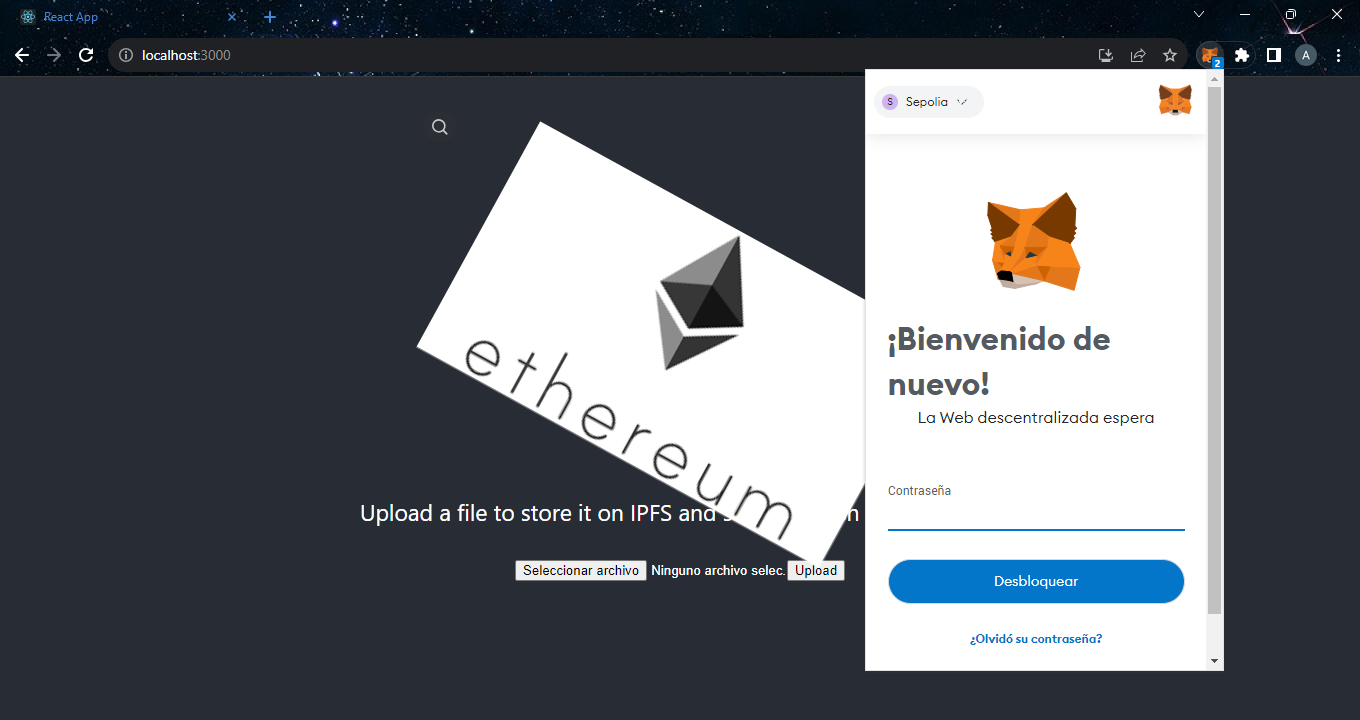 React App
localhost:3000
A
2
S Sepolia
ethereum
¡Bienvenido de
nuevo!
La Web descentralizada espera
Contraseña
Upload a file to store it on IPFS and s
Seleccionar archivo Ninguno archivo selec. Upload
Desbloquear
¿Olvidó su contraseña?